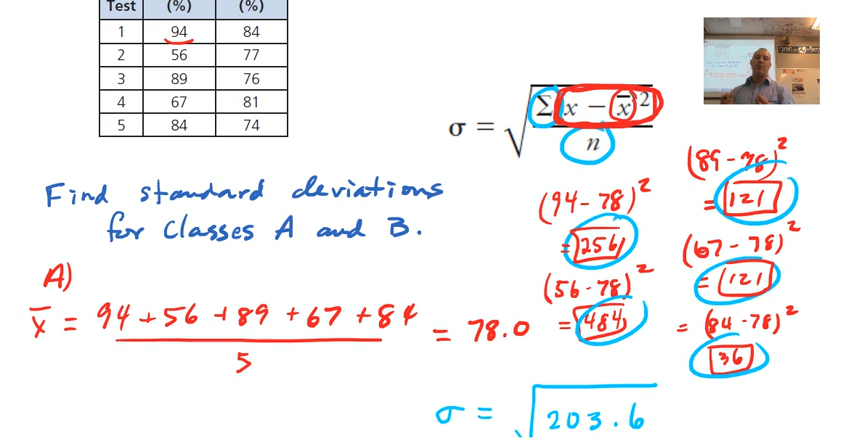 Test (%) (%)
1 94 84
2 56 77
3 89 76
4 67 81
5 84 74
σ = √ Σ(x − x̄)² / n
Find standard deviations
for Classes A and B.
A)
x̄ = 94 + 56 + 89 + 67 + 84 / 5 = 78.0
(94 - 78)²
= 256
(56 - 78)²
= 484
(89 - 78)²
= 121
(67 - 78)²
= 121
= (84 - 78)²
36
σ = √203.6